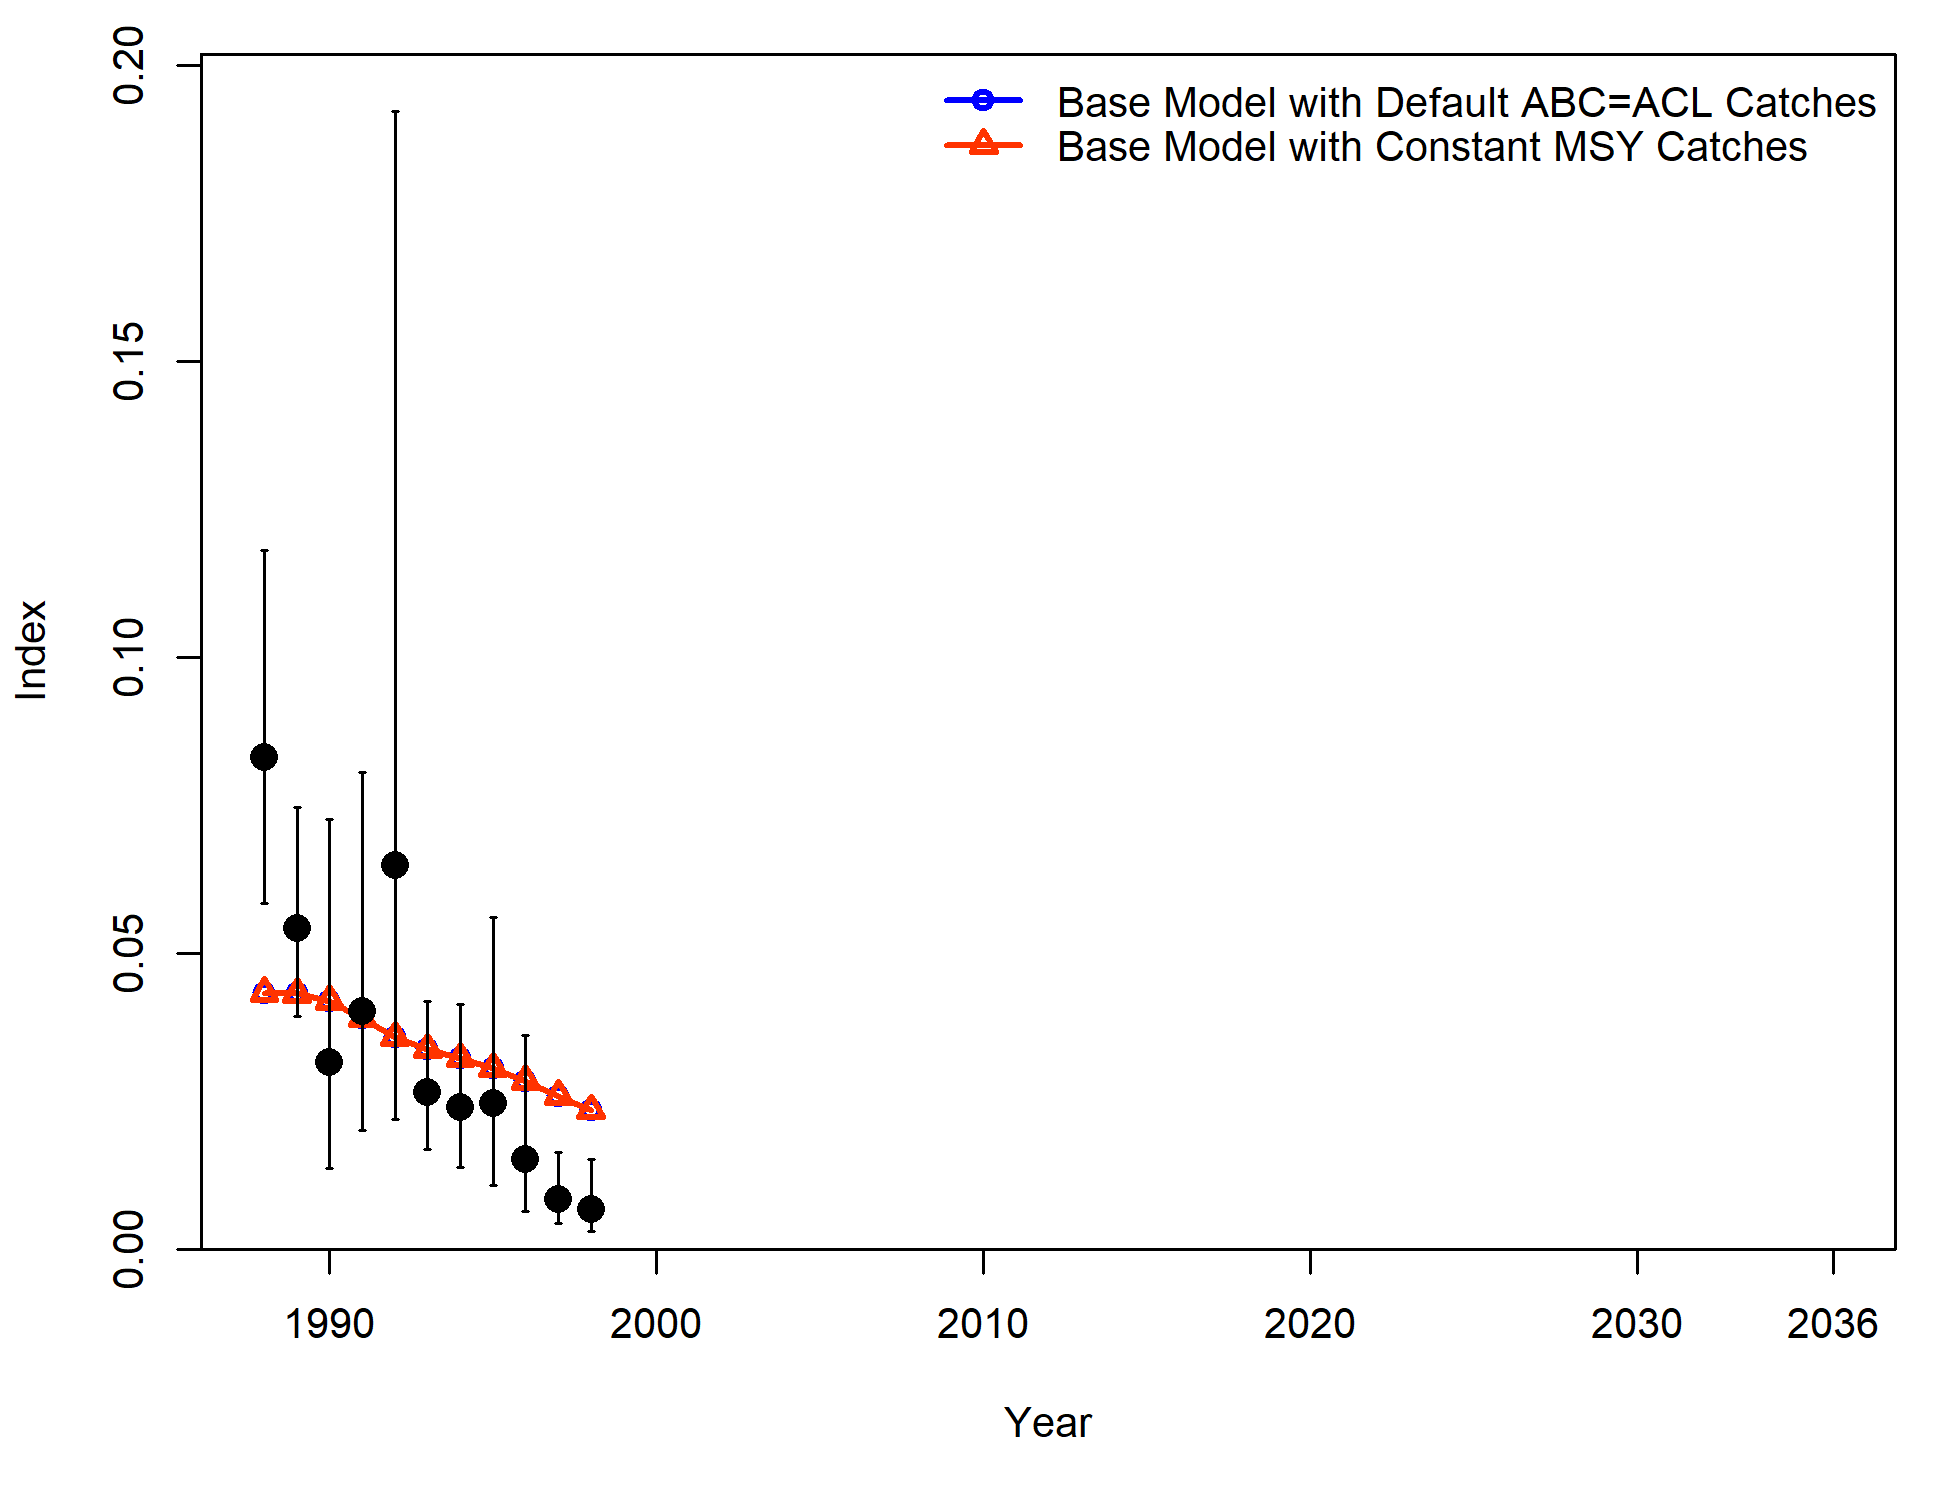 Base Model with Default ABC=ACL Catches
Base Model with Constant MSY Catches
0.20
0.15
0.10
0.05
0.00
Index
1990 2000 2010 2020 2030 2036
Year